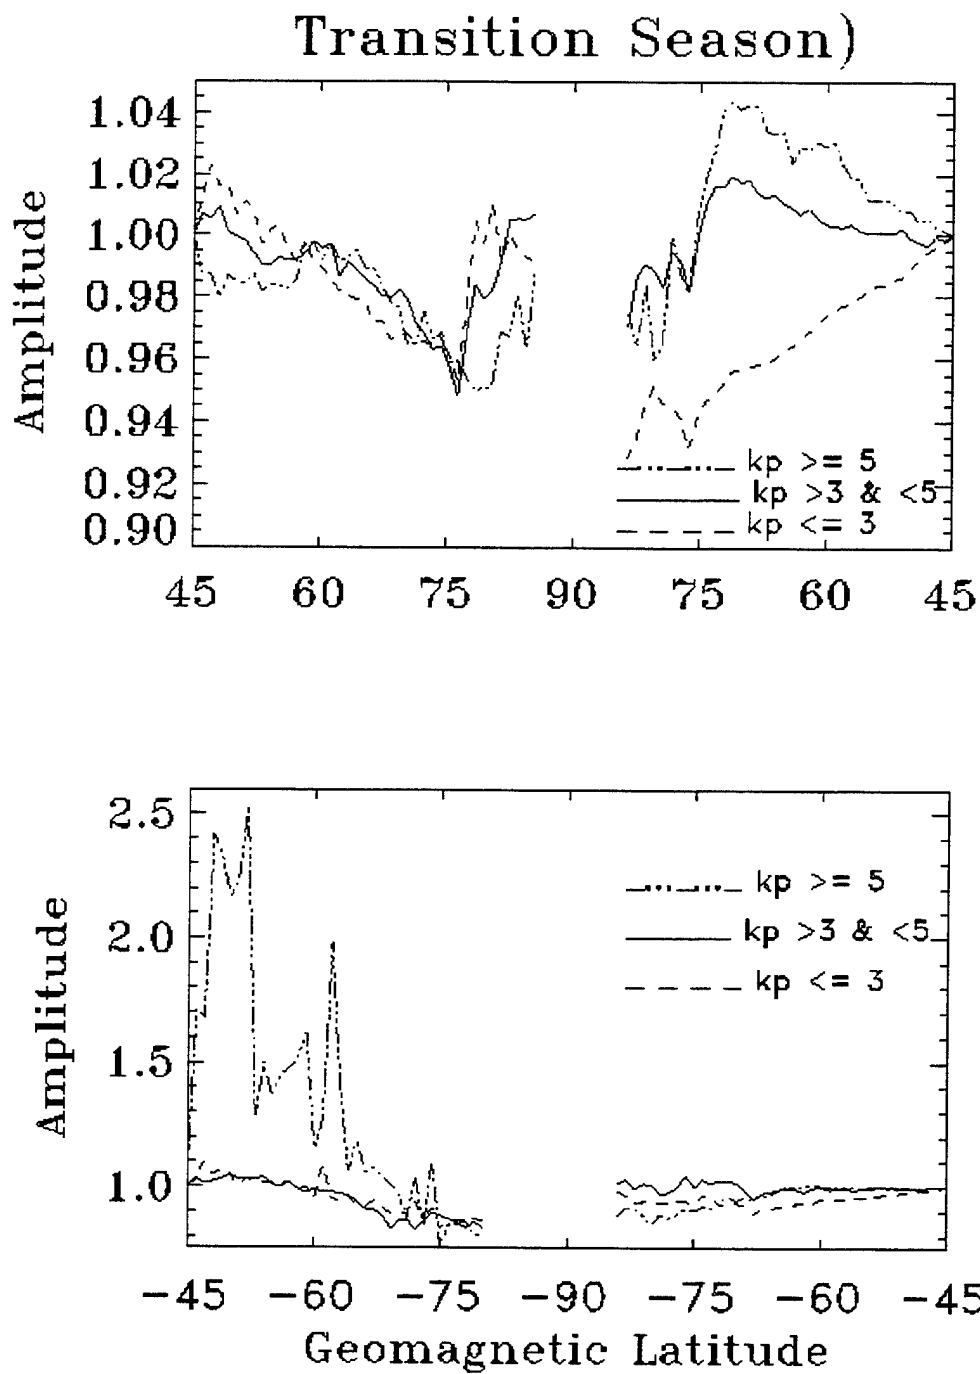 Transition Season)
1.04
1.02
1.00
0.98
0.96
0.94
0.92
0.90
Amplitude
kp >= 5
kp >3 & <5
kp <= 3
45 60 75 90 75 60 45
2.5
2.0
1.5
1.0
Amplitude
kp >= 5
kp >3 & <5
kp <= 3
-45 -60 -75 -90 -75 -60 -45
Geomagnetic Latitude